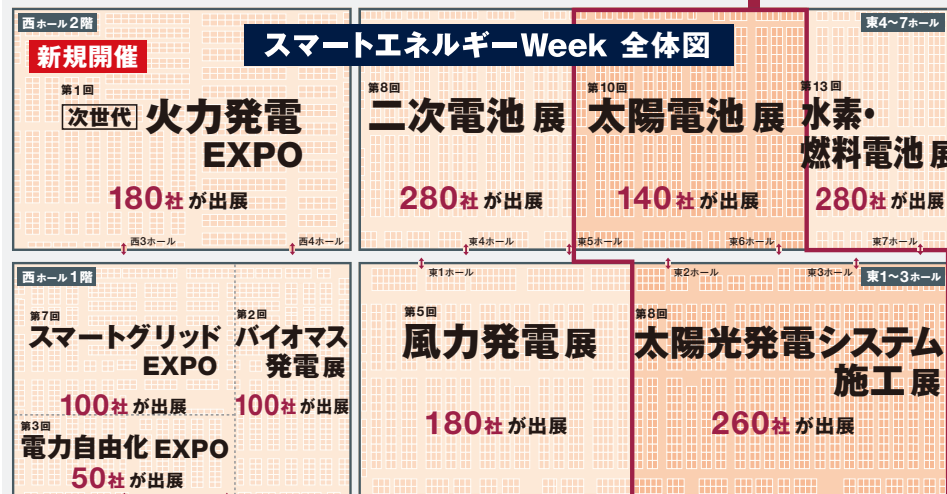 スマートエネルギーWeek 全体図
西ホール2階
新規開催
第1回
次世代 火力発電
EXPO
180社が出展
西3ホール
西4ホール
第8回
二次電池 展
280社が出展
東4ホール
第10回
太陽電池 展
140社が出展
東5ホール
東6ホール
東4~7ホール
第13回
水素・
燃料電池 展
280社が出展
東7ホール
西ホール1階
第7回
スマートグリッド
EXPO
100社が出展
第2回
バイオマス
発電展
100社が出展
第3回
電力自由化 EXPO
50社が出展
東1ホール
第5回
風力発電 展
180社が出展
東2ホール
東3ホール
東1~3ホール
第8回
太陽光発電システム
施工 展
260社が出展